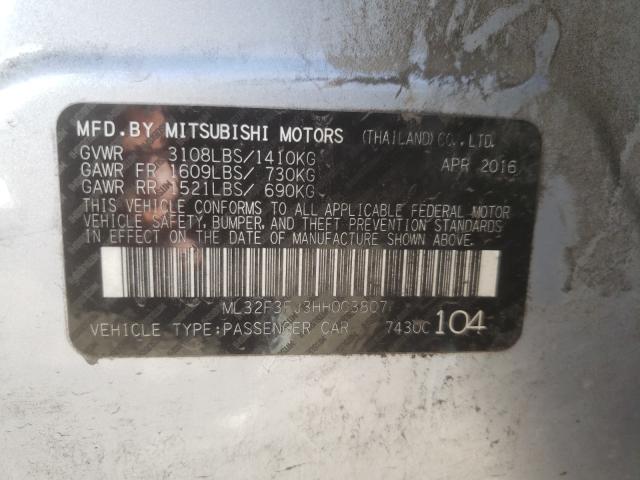 MFD.BY MITSUBISHI MOTORS (THAILAND) CO., LTD.
GVWR 3108LBS/1410KG APR 2016
GAWR FR 1609LBS/ 730KG
GAWR RR 1521LBS/ 690KG
THIS VEHICLE CONFORMS TO ALL APPLICABLE FEDERAL MOTOR
VEHICLE SAFETY, BUMPER, AND THEFT PREVENTION STANDARDS
IN EFFECT ON THE DATE OF MANUFACTURE SHOWN ABOVE.
VEHICLE TYPE:PASSENGER CAR 7430C 104